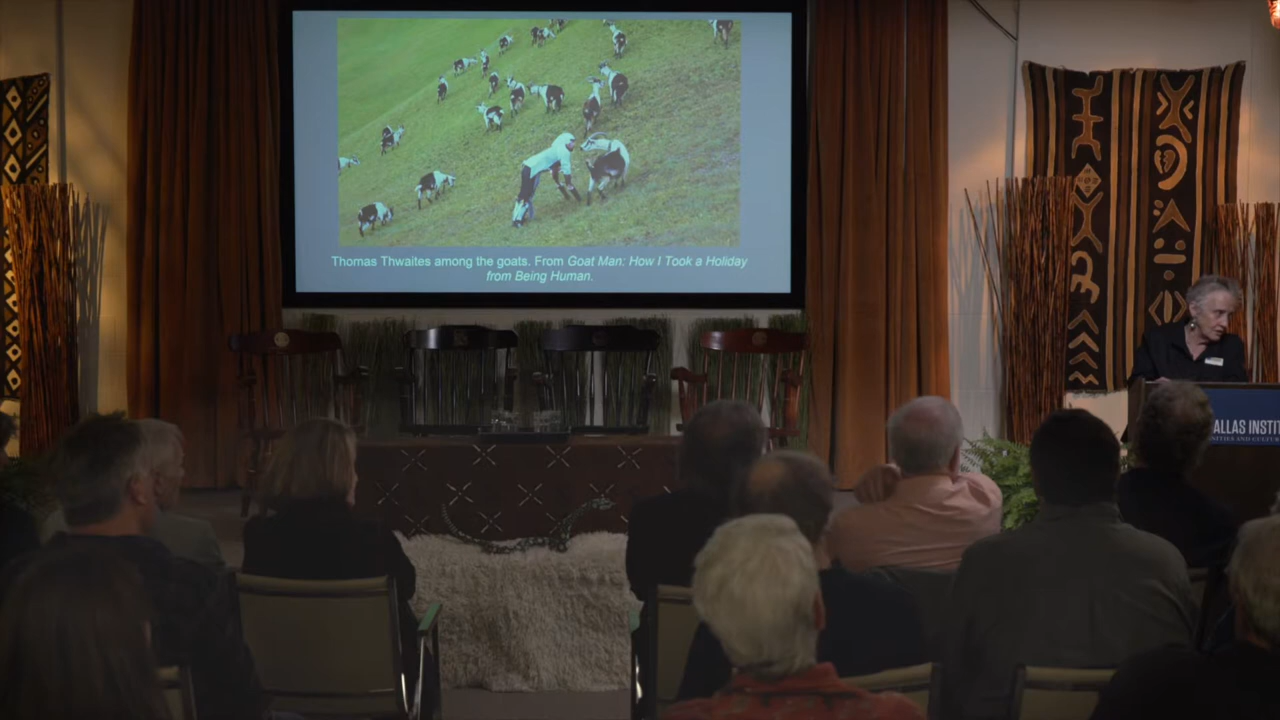 Thomas Thwaites among the goats. From Goat Man: How I Took a Holiday
from Being Human.
ALLAS INSTIT